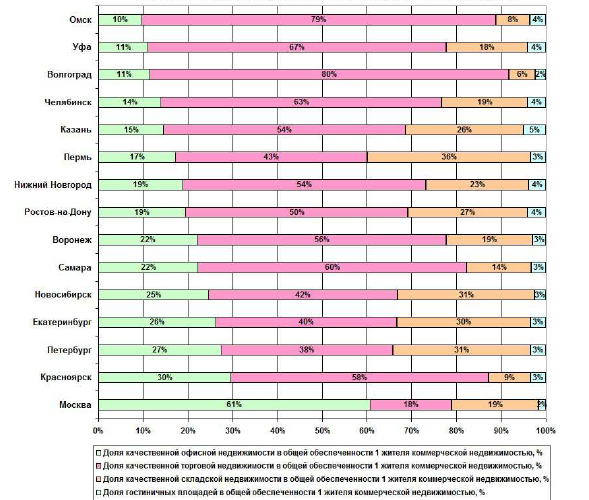 Омск 10% 79% 8% 4%
Уфа 11% 67% 18% 4%
Волгоград 11% 80% 6% 2%
Челябинск 14% 63% 19% 4%
Казань 15% 54% 26% 5%
Пермь 17% 43% 36% 3%
Нижний Новгород 19% 54% 23% 4%
Ростов-на-Дону 19% 50% 27% 4%
Воронеж 22% 56% 19% 3%
Самара 22% 60% 14% 3%
Новосибирск 25% 42% 31% 3%
Екатеринбург 26% 40% 30% 3%
Петербург 27% 38% 31% 3%
Красноярск 30% 58% 9% 3%
Москва 61% 18% 19% 2%
0% 10% 20% 30% 40% 50% 60% 70% 80% 90% 100%
Доля качественной офисной недвижимости в общей обеспеченности 1 жителя коммерческой недвижимостью, %
Доля качественной торговой недвижимости в общей обеспеченности 1 жителя коммерческой недвижимостью, %
Доля качественной складской недвижимости в общей обеспеченности 1 жителя коммерческой недвижимостью, %
Доля гостиничных площадей в общей обеспеченности 1 жителя коммерческой недвижимостью, %